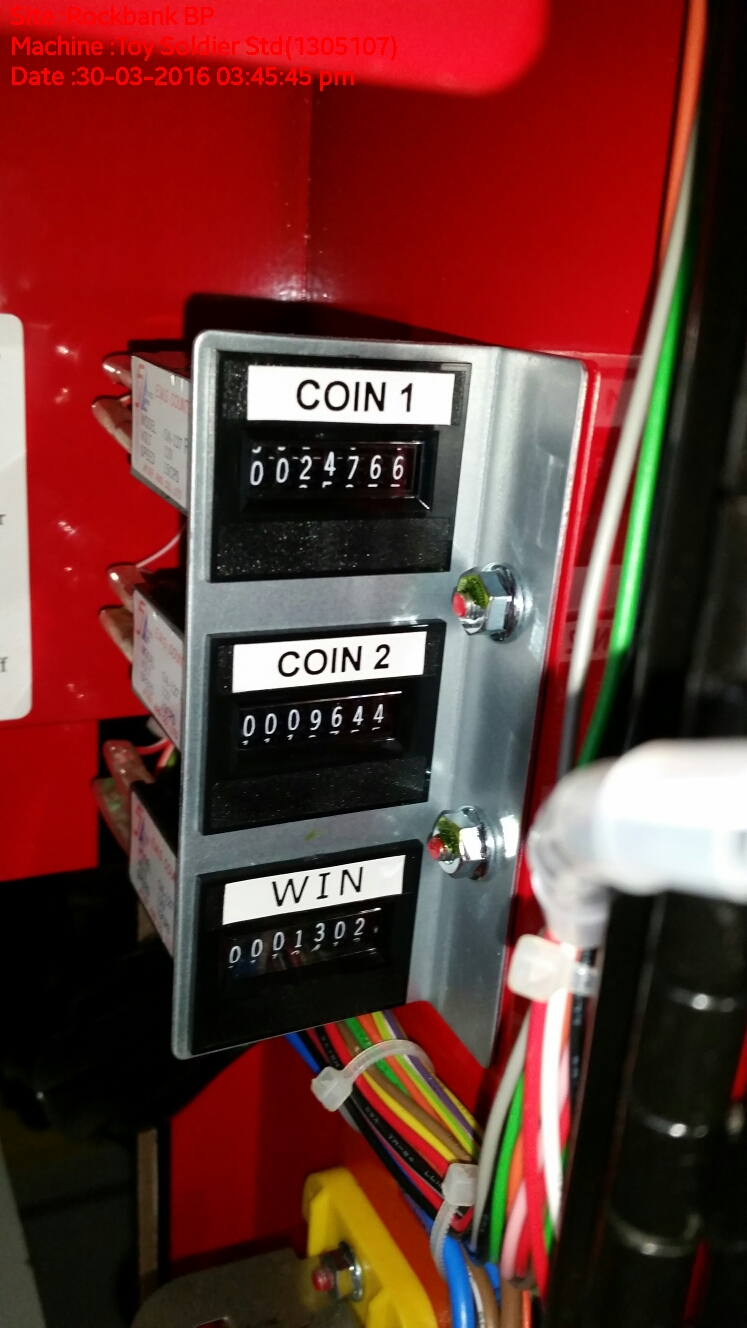 Site :Rockbank BP
Machine :Toy Soldier Std(1305107)
Date :30-03-2016 03:45:45 pm
COIN 1
0024766
COIN 2
0009644
WIN
0001302